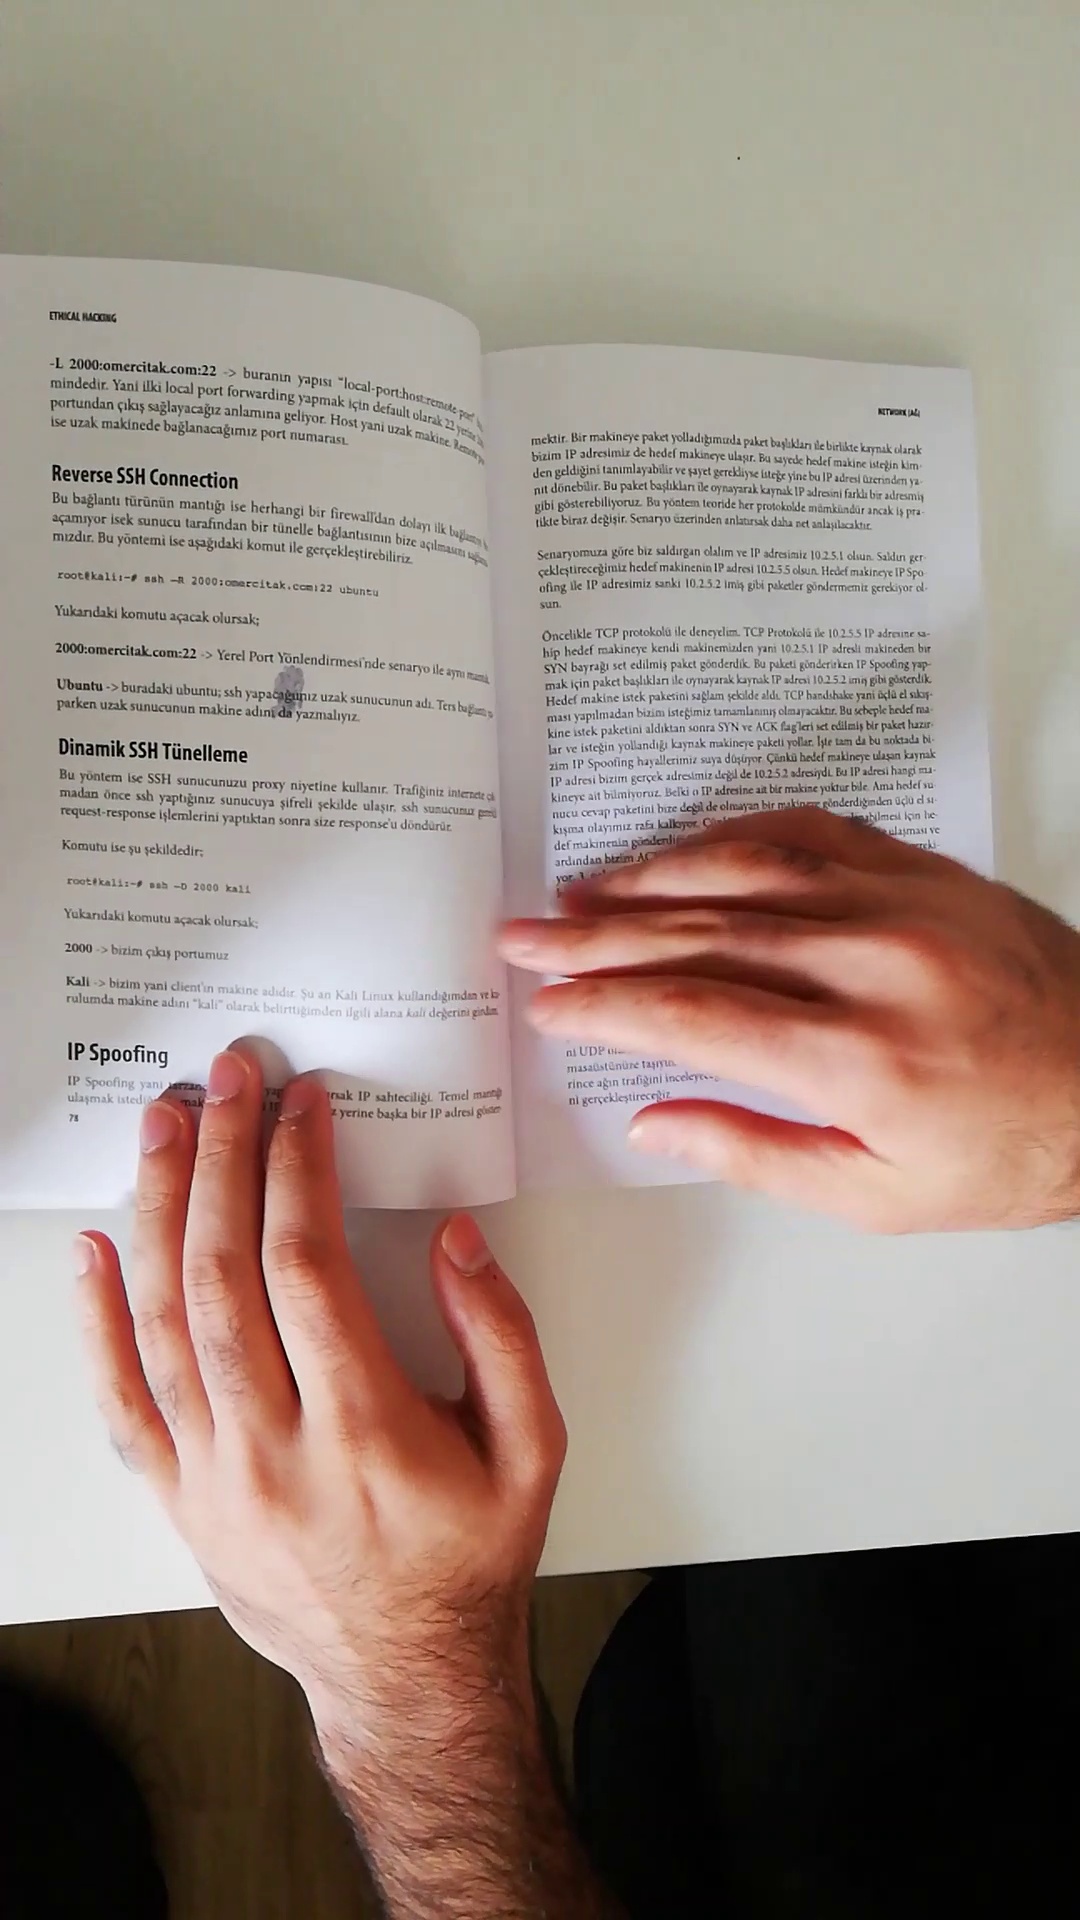 ETHICAL HACKING
-L 2000:omercitak.com:22 -> buranın yapısı "local-port:host:remote-port"
mindedir. Yani ilki local port forwarding yapmak için default olarak 22 yerine
portundan çıkış sağlayacağız anlamına geliyor. Host yani uzak makine.
ise uzak makinede bağlanacağımız port numarası.
Reverse SSH Connection
Bu bağlantı türünün mantığı ise herhangi bir firewall'dan dolayı ilk bağlantıyı
açamıyor isek sunucu tarafından bir tünelle bağlantısının bize açılmasını
mızdır. Bu yöntemi ise aşağıdaki komut ile gerçekleştirebiliriz.
root@kali:~# ssh -R 2000:omercitak.com:22 ubuntu
Yukarıdaki komutu açacak olursak;
2000:omercitak.com:22 -> Yerel Port Yönlendirmesi'nde senaryo ile aynı
Ubuntu -> buradaki ubuntu; ssh yapacağımız uzak sunucunun adı. Ters
parken uzak sunucunun makine adını da yazmalıyız.
Dinamik SSH Tünelleme
Bu yöntem ise SSH sunucunuzu proxy niyetine kullanır. Trafiğiniz internete
madan önce ssh yaptığınız sunucuya şifreli şekilde ulaşır, ssh sunucunuz
request-response işlemlerini yaptıktan sonra size response'u döndürür.
Komutu ise şu şekildedir;
root@kali:~# ssh -D 2000 kali
Yukarıdaki komutu açacak olursak;
2000 -> bizim çıkış portumuz
Kali -> bizim yani client'ın makine adıdır. Şu an Kali Linux kullandığımdan ve
rulumda makine adını "kali" olarak belirttiğimden ilgili alana kali değerini girdim.
IP Spoofing
IP Spoofing yani IP sahteciliği. Temel mantığı
ulaşmak yerine başka bir IP adresi
78
NETWORK (AĞ)
mektir. Bir makineye paket yolladığımızda paket başlıkları ile birlikte kaynak olarak
bizim IP adresimiz de hedef makineye ulaşır. Bu sayede hedef makine isteğin kim-
den geldiğini tanımlayabilir ve şayet gerekliyse isteğe yine bu IP adresi üzerinden ya-
nıt dönebilir. Bu paket başlıkları ile oynayarak kaynak IP adresini farklı bir adresmiş
gibi gösterebiliyoruz. Bu yöntem teoride her protokolde mümkündür ancak iş pra-
tikte biraz değişir. Senaryo üzerinden anlatırsak daha net anlaşılacaktır.
Senaryomuza göre biz saldırgan olalım ve IP adresimiz 10.2.5.1 olsun. Saldırı ger-
çekleştireceğimiz hedef makinenin IP adresi 10.2.5.5 olsun. Hedef makineye IP Spo-
ofing ile IP adresimiz sanki 10.2.5.2 imiş gibi paketler göndermemiz gerekiyor ol-
sun.
Öncelikle TCP protokolü ile deneyelim. TCP Protokolü ile 10.2.5.5 IP adresine sa-
hip hedef makineye kendi makinemizden yani 10.2.5.1 IP adresli makineden bir
SYN bayrağı set edilmiş paket gönderdik. Bu paketi gönderirken IP Spoofing yap-
mak için paket başlıkları ile oynayarak kaynak IP adresi 10.2.5.2 imiş gibi gösterdik.
Hedef makine istek paketini sağlam şekilde aldı. TCP handshake yani üçlü el sıkış-
ması yapılmadan bizim isteğimiz tamamlanmış olmayacaktır. Bu sebeple hedef ma-
kine istek paketini aldıktan sonra SYN ve ACK flag'leri set edilmiş bir paket hazır-
lar ve isteğin yollandığı kaynak makineye paketi yollar. İşte tam da bu noktada bi-
zim IP Spoofing hayallerimiz suya düşüyor. Çünkü hedef makineye ulaşan kaynak
IP adresi bizim gerçek adresimiz değil de 10.2.5.2 adresiydi. Bu IP adresi hangi ma-
kineye ait bilmiyoruz. Belki o IP adresine ait bir makine yoktur bile. Ama hedef su-
nucu cevap paketini bize değil de olmayan bir makineye gönderdiğinden üçlü el sı-
kışma olayımız rafa kalkıyor. için he-
def makinenin ulaşması ve
ardından bizim
yor.
ni UDP
masaüstünüze taşıyın.
rince ağın trafiğini
ni gerçekleştireceğiz.